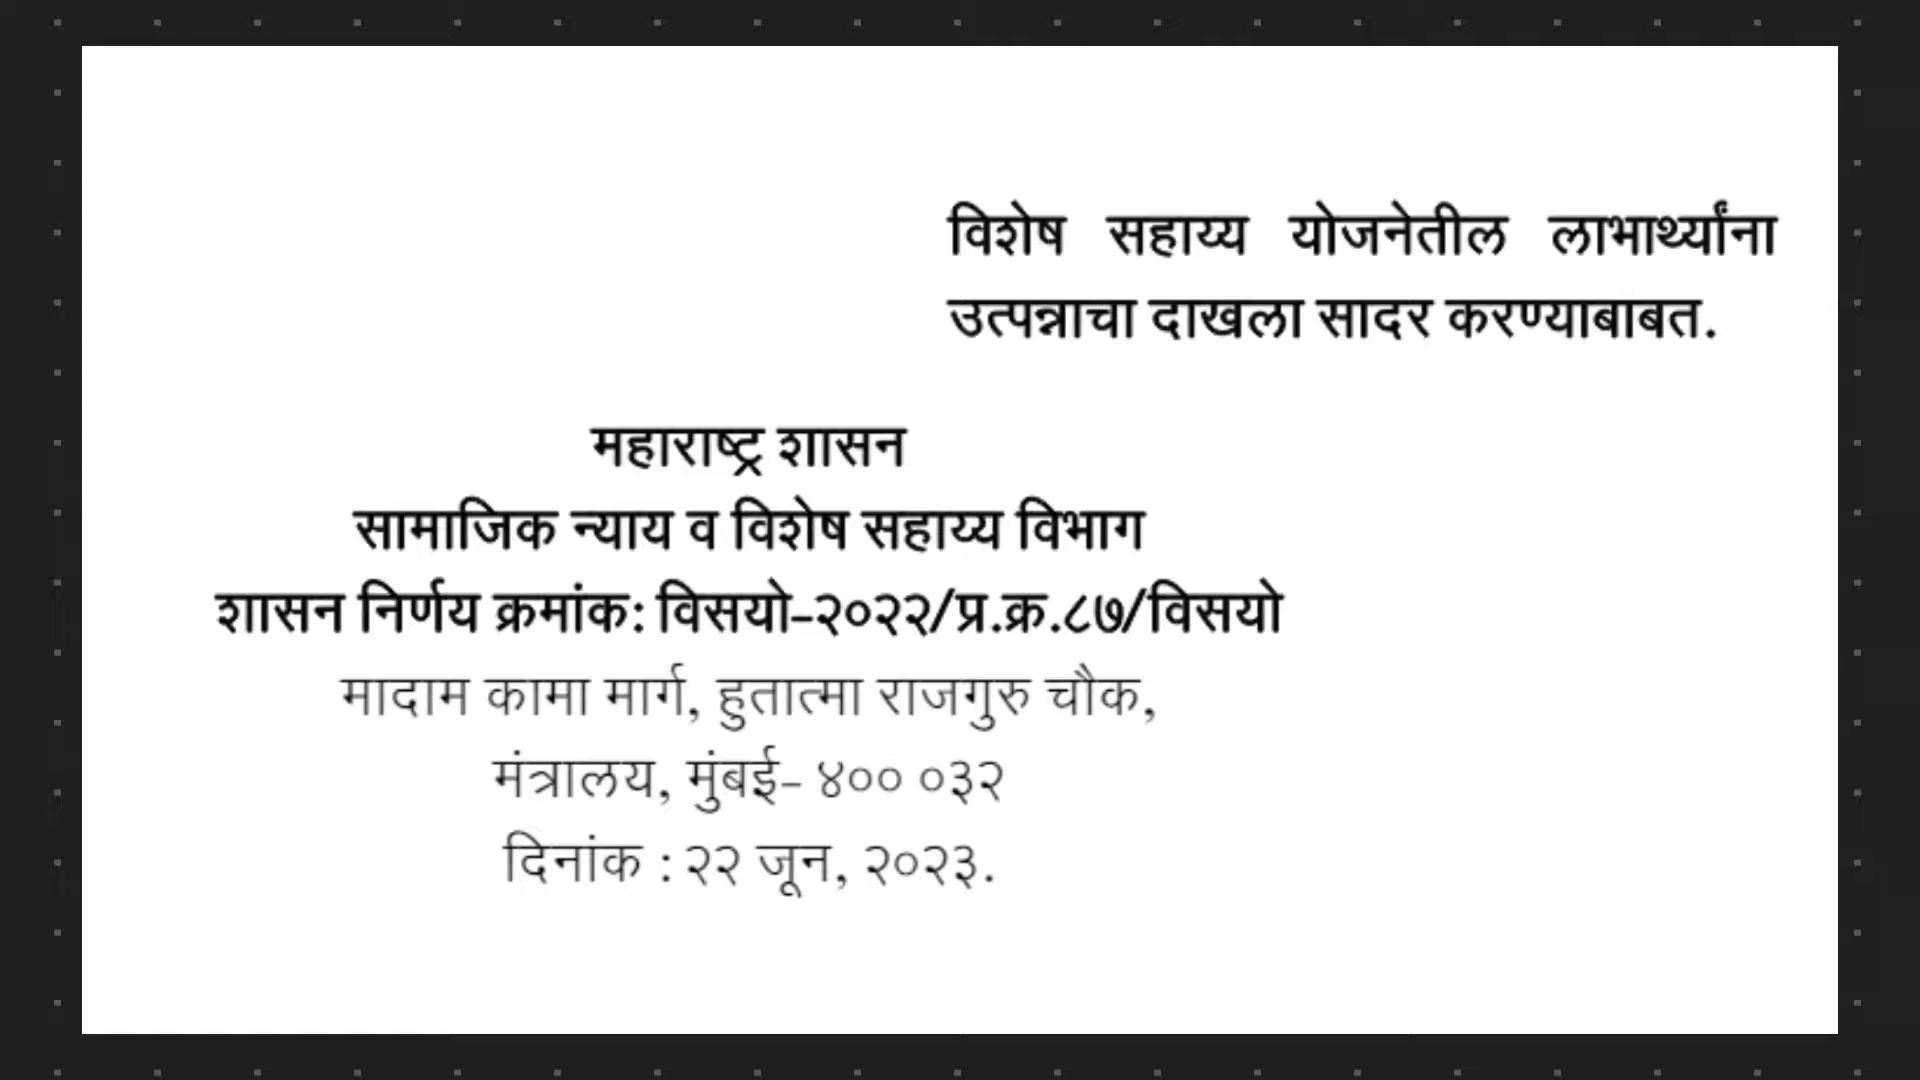 विशेष सहाय्य योजनेतील लाभार्थ्यांना
उत्पन्नाचा दाखला सादर करण्याबाबत.
महाराष्ट्र शासन
सामाजिक न्याय व विशेष सहाय्य विभाग
शासन निर्णय क्रमांक: विसयो-२०२२/प्र.क्र.८७/विसयो
मादाम कामा मार्ग, हुतात्मा राजगुरु चौक,
मंत्रालय, मुंबई- ४०० ०३२
दिनांक : २२ जून, २०२३.